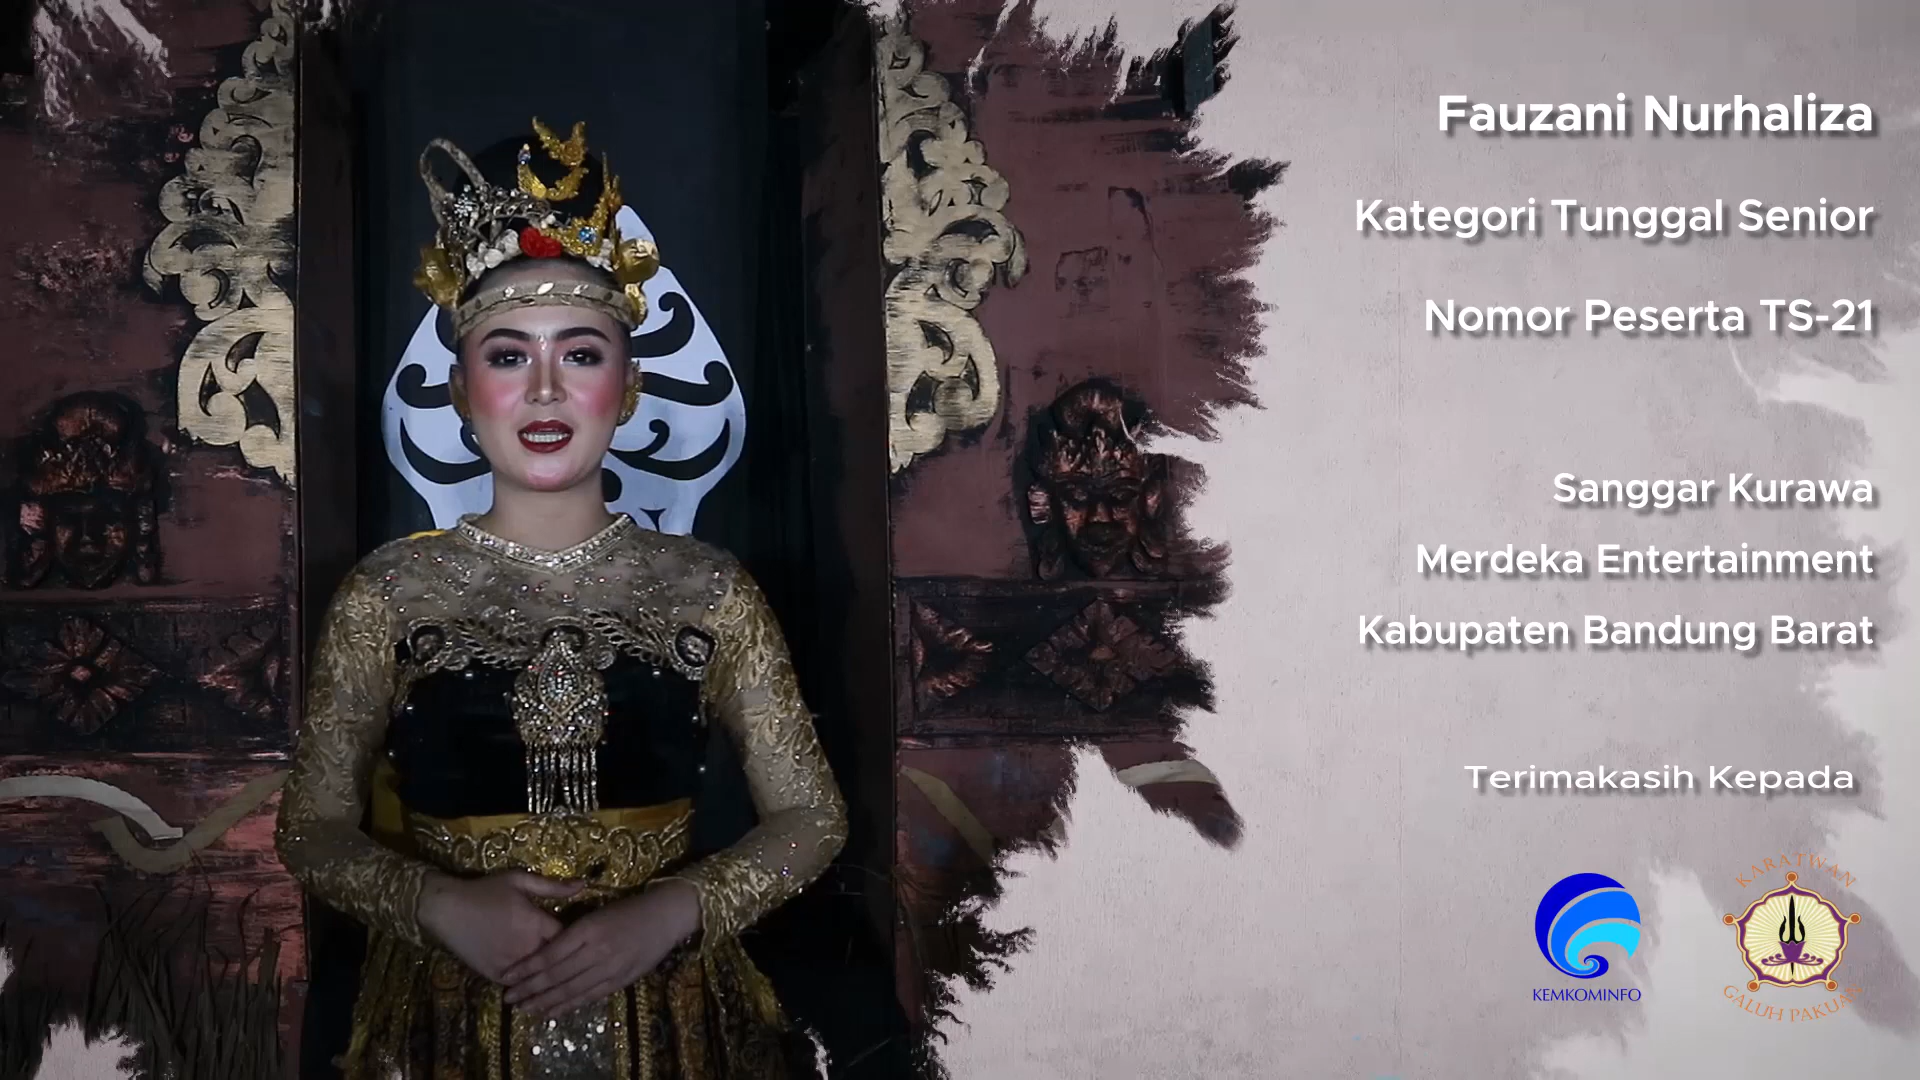 Fauzani Nurhaliza
Kategori Tunggal Senior
Nomor Peserta TS-21
Sanggar Kurawa
Merdeka Entertainment
Kabupaten Bandung Barat
Terimakasih Kepada
KEMKOMINFO
KARATWAN
GALUH PAKUAN